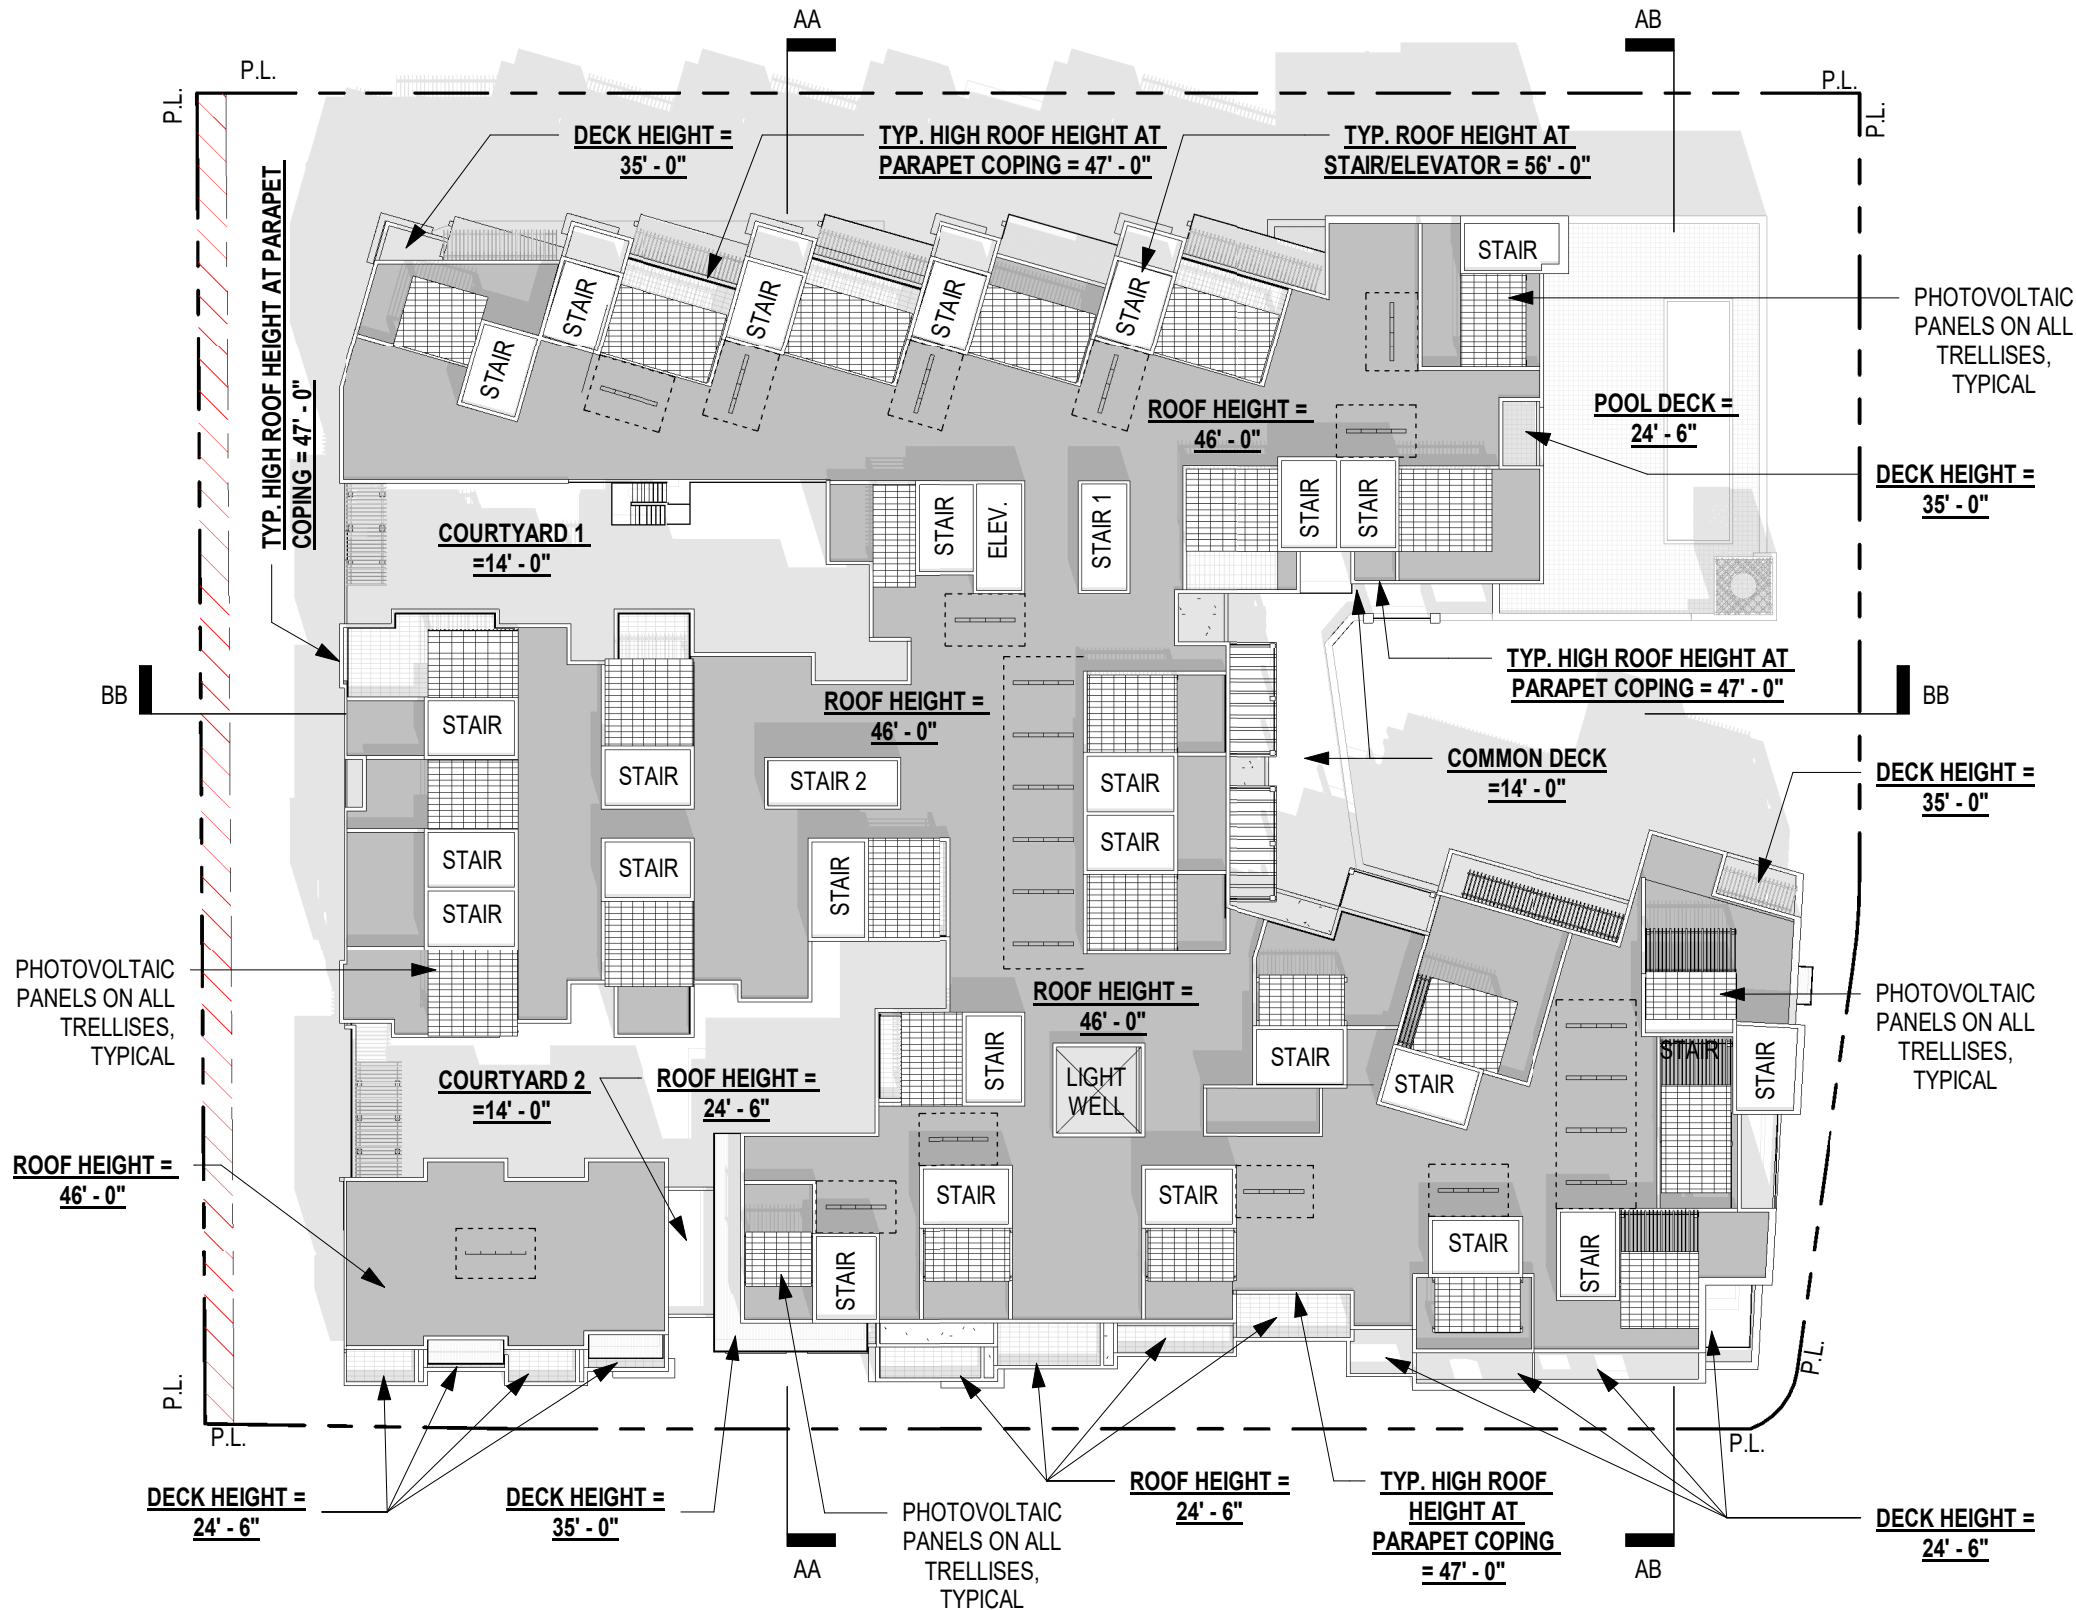 AA
AB
P.L.
P.L.
P.L.
P.L.
DECK HEIGHT =
35' - 0"
TYP. HIGH ROOF HEIGHT AT
PARAPET COPING = 47' - 0"
TYP. ROOF HEIGHT AT
STAIR/ELEVATOR = 56' - 0"
TYP. HIGH ROOF HEIGHT AT PARAPET
COPING = 47' - 0"
STAIR
STAIR
STAIR
STAIR
STAIR
STAIR
PHOTOVOLTAIC
PANELS ON ALL
TRELLISES,
TYPICAL
ROOF HEIGHT =
46' - 0"
POOL DECK =
24' - 6"
DECK HEIGHT =
35' - 0"
COURTYARD 1
=14' - 0"
STAIR
ELEV.
STAIR 1
STAIR
STAIR
TYP. HIGH ROOF HEIGHT AT
PARAPET COPING = 47' - 0"
BB
BB
ROOF HEIGHT =
46' - 0"
STAIR
STAIR
STAIR 2
STAIR
COMMON DECK
=14' - 0"
DECK HEIGHT =
35' - 0"
STAIR
STAIR
STAIR
STAIR
STAIR
PHOTOVOLTAIC
PANELS ON ALL
TRELLISES,
TYPICAL
ROOF HEIGHT =
46' - 0"
PHOTOVOLTAIC
PANELS ON ALL
TRELLISES,
TYPICAL
STAIR
STAIR
STAIR
STAIR
STAIR
LIGHT
WELL
COURTYARD 2
=14' - 0"
ROOF HEIGHT =
24' - 6"
ROOF HEIGHT =
46' - 0"
STAIR
STAIR
STAIR
STAIR
STAIR
P.L.
P.L.
P.L.
P.L.
DECK HEIGHT =
24' - 6"
DECK HEIGHT =
35' - 0"
PHOTOVOLTAIC
PANELS ON ALL
TRELLISES,
TYPICAL
ROOF HEIGHT =
24' - 6"
TYP. HIGH ROOF
HEIGHT AT
PARAPET COPING
= 47' - 0"
DECK HEIGHT =
24' - 6"
AA
AB